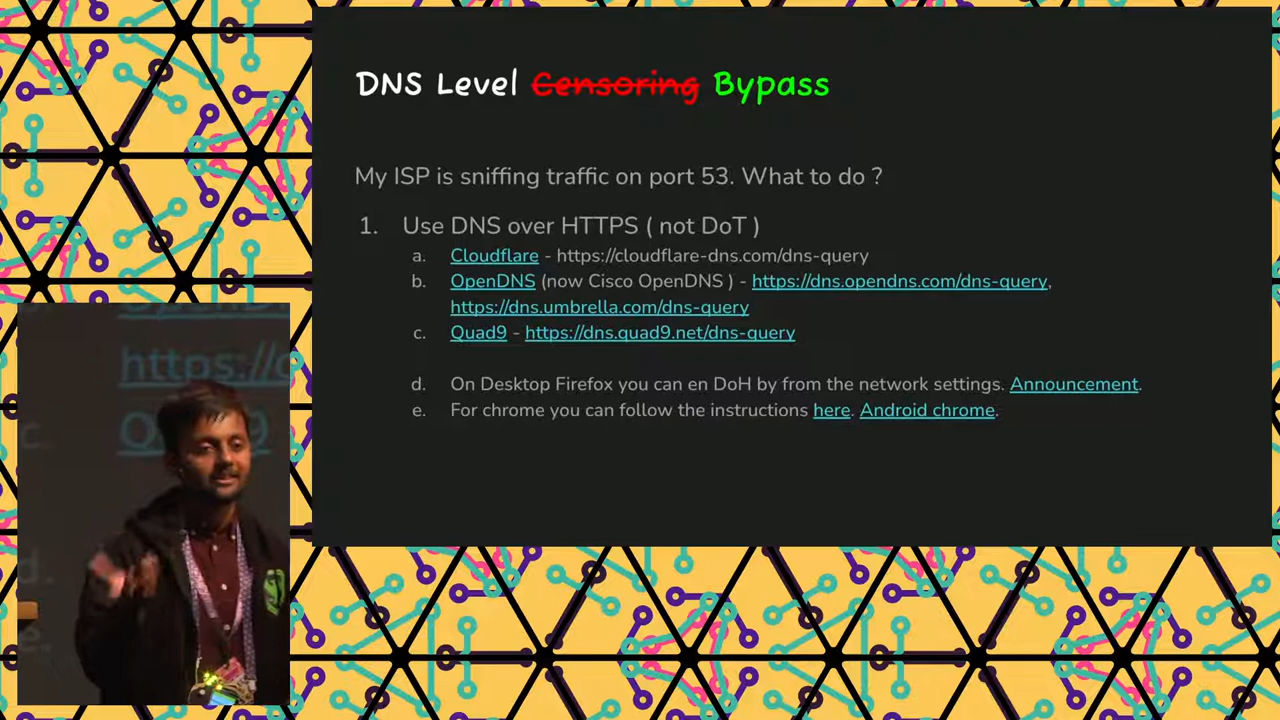 DNS Level Censoring Bypass
My ISP is sniffing traffic on port 53. What to do ?
1. Use DNS over HTTPS ( not DoT )
a. Cloudflare - https://cloudflare-dns.com/dns-query
b. OpenDNS (now Cisco OpenDNS ) - https://dns.opendns.com/dns-query,
https://dns.umbrella.com/dns-query
c. Quad9 - https://dns.quad9.net/dns-query
d. On Desktop Firefox you can en DoH by from the network settings. Announcement.
e. For chrome you can follow the instructions here. Android chrome.
https://
c.
d.
e.